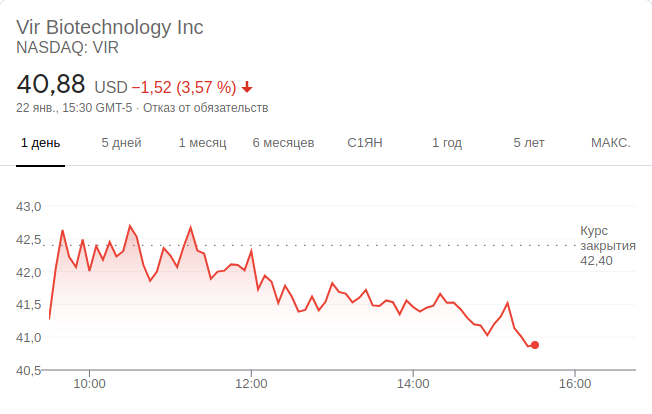 Vir Biotechnology Inc
NASDAQ: VIR
40,88 USD −1,52 (3,57 %)
22 янв., 15:30 GMT-5 · Отказ от обязательств
1 день 5 дней 1 месяц 6 месяцев С1ЯН 1 год 5 лет МАКС.
43,0
Курс
42,5 закрытия
42,40
42,0
41,5
41,0
40,5
10:00 12:00 14:00 16:00